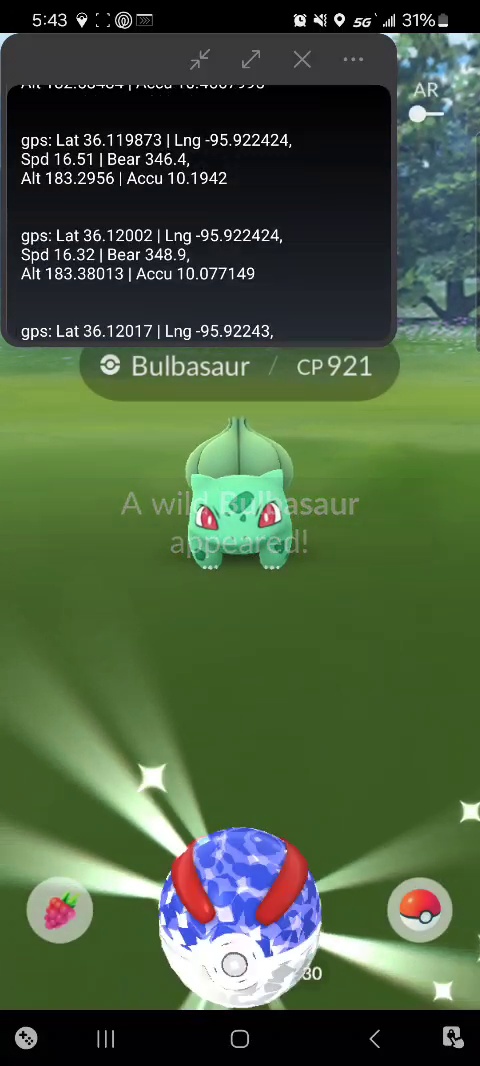 5:43
5G
31%
AR
gps: Lat 36.119873 | Lng -95.922424,
Spd 16.51 | Bear 346.4,
Alt 183.2956 | Accu 10.1942
gps: Lat 36.12002 | Lng -95.922424,
Spd 16.32 | Bear 348.9,
Alt 183.38013 | Accu 10.077149
gps: Lat 36.12017 | Lng -95.92243,
Bulbasaur / CP921
A wild Bulbasaur
appeared!
30